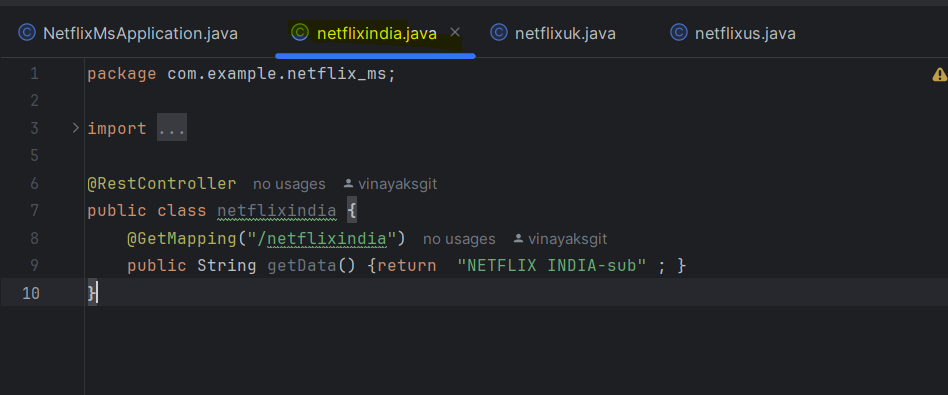 NetflixMsApplication.java netflixindia.java × netflixuk.java netflixus.java
1 package com.example.netflix_ms;
2
3 > import ...
5
6 @RestController no usages vinayaksgit
7 public class netflixindia {
8 @GetMapping("/netflixindia") no usages vinayaksgit
9 public String getData() {return "NETFLIX INDIA-sub" ; }
10 }